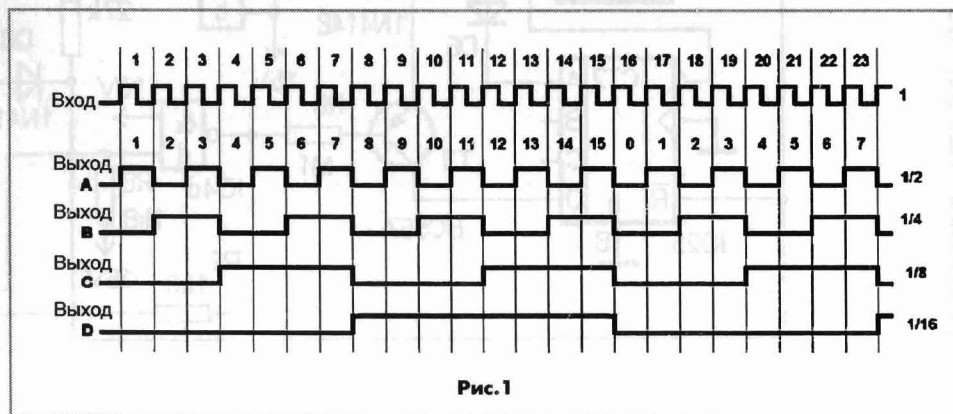 1 2 3 4 5 6 7 8 9 10 11 12 13 14 15 16 17 18 19 20 21 22 23
Вход 1
1 2 3 4 5 6 7 8 9 10 11 12 13 14 15 0 1 2 3 4 5 6 7
Выход
A 1/2
Выход
B 1/4
Выход
C 1/8
Выход
D 1/16
Рис.1